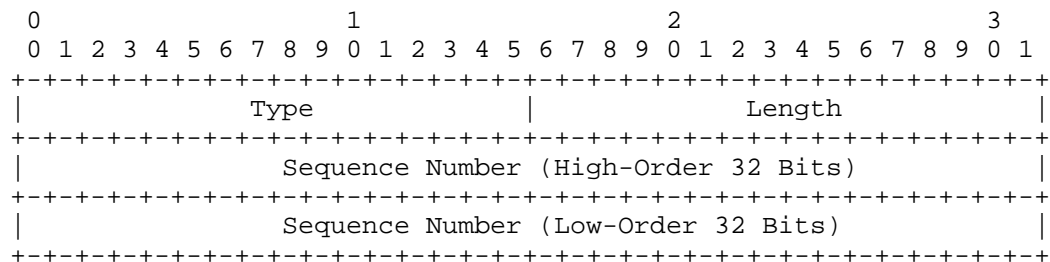 0                   1                   2                   3
 0 1 2 3 4 5 6 7 8 9 0 1 2 3 4 5 6 7 8 9 0 1 2 3 4 5 6 7 8 9 0 1
+-+-+-+-+-+-+-+-+-+-+-+-+-+-+-+-+-+-+-+-+-+-+-+-+-+-+-+-+-+-+-+-+
|              Type             |             Length            |
+-+-+-+-+-+-+-+-+-+-+-+-+-+-+-+-+-+-+-+-+-+-+-+-+-+-+-+-+-+-+-+-+
|                Sequence Number (High-Order 32 Bits)           |
+-+-+-+-+-+-+-+-+-+-+-+-+-+-+-+-+-+-+-+-+-+-+-+-+-+-+-+-+-+-+-+-+
|                Sequence Number (Low-Order 32 Bits)            |
+-+-+-+-+-+-+-+-+-+-+-+-+-+-+-+-+-+-+-+-+-+-+-+-+-+-+-+-+-+-+-+-+